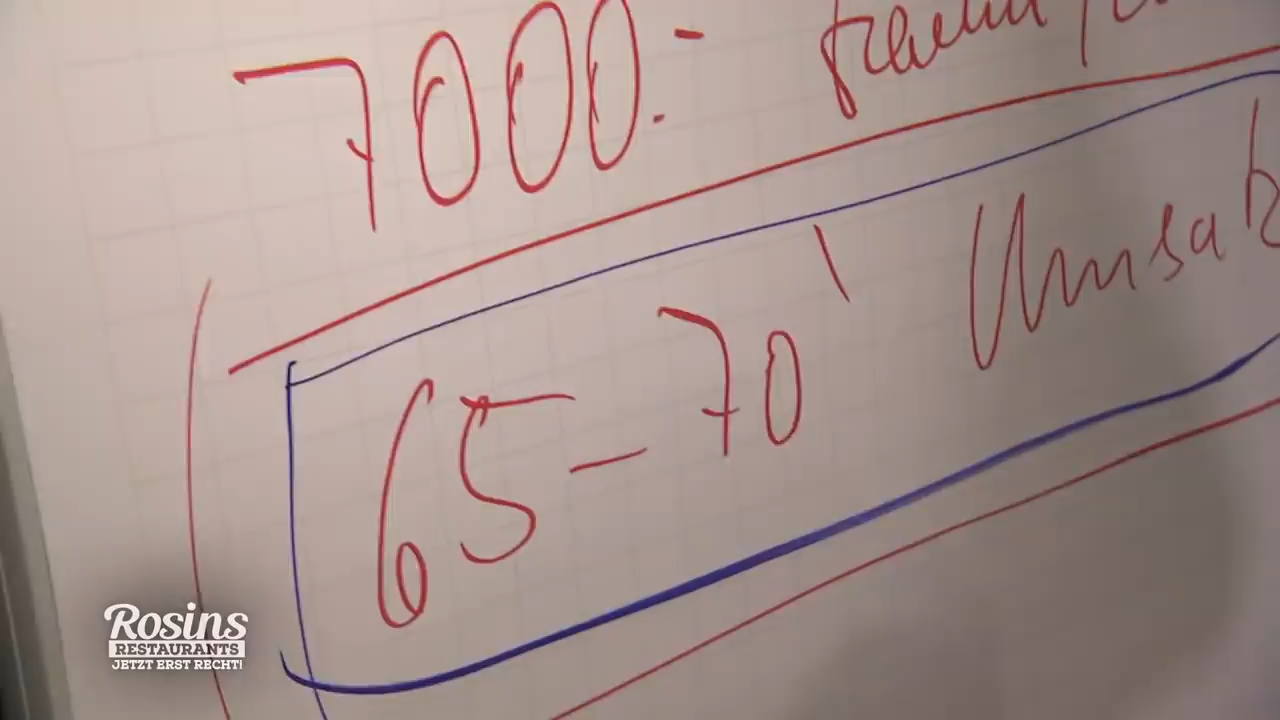 7000.-
65-70' Umsatz
Rosins
RESTAURANTS
JETZT ERST RECHT!